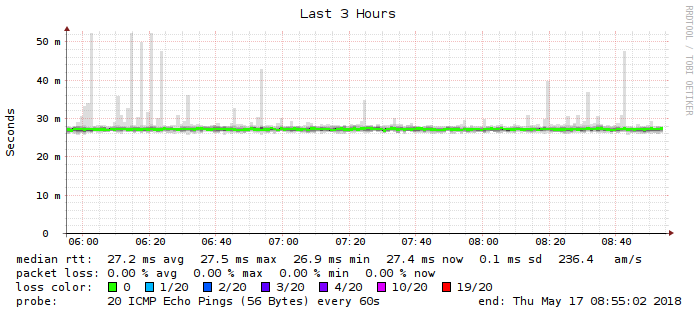 Last 3 Hours
RRDTOOL / TOBI OETIKER
Seconds
50 m
40 m
30 m
20 m
10 m
0
06:00 06:20 06:40 07:00 07:20 07:40 08:00 08:20 08:40
median rtt: 27.2 ms avg 27.5 ms max 26.9 ms min 27.4 ms now 0.1 ms sd 236.4 am/s
packet loss: 0.00 % avg 0.00 % max 0.00 % min 0.00 % now
loss color: 0 1/20 2/20 3/20 4/20 10/20 19/20
probe: 20 ICMP Echo Pings (56 Bytes) every 60s end: Thu May 17 08:55:02 2018